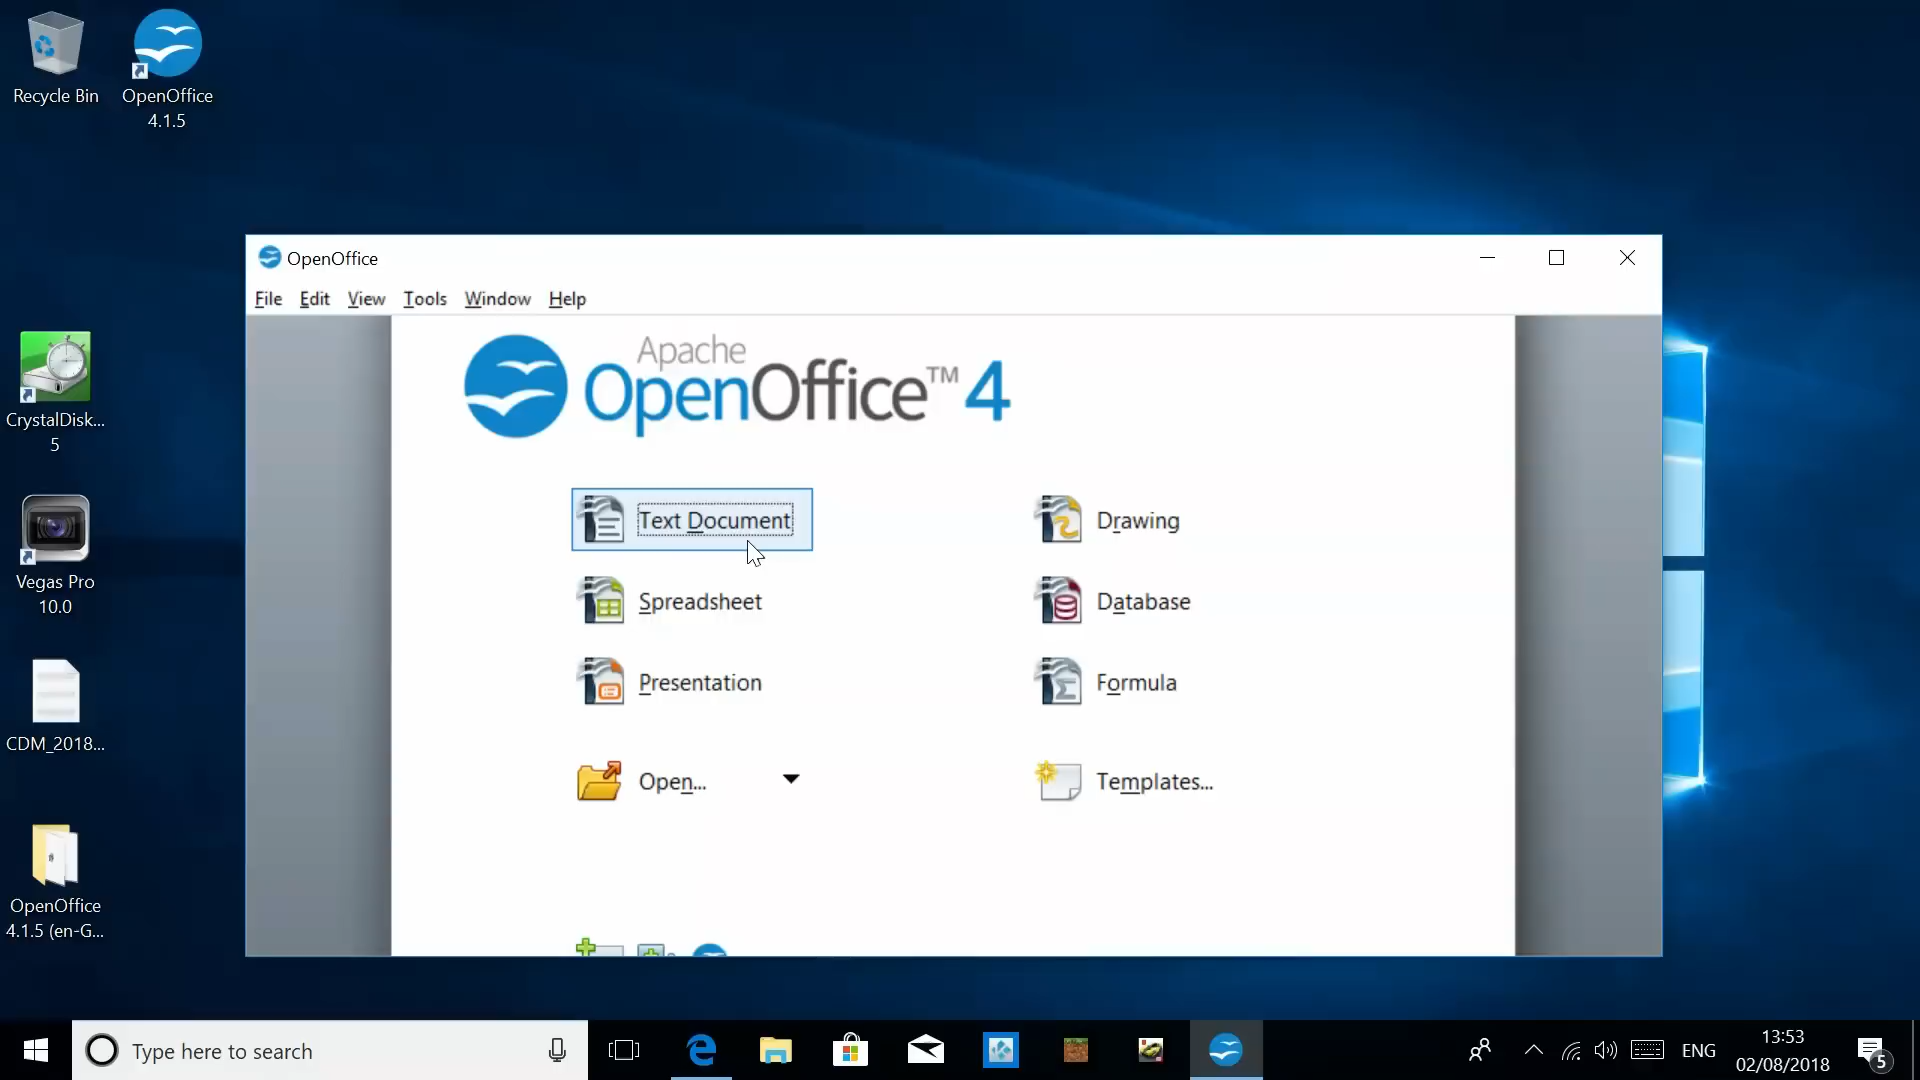 Recycle Bin
OpenOffice
4.1.5
CrystalDisk...
5
Vegas Pro
10.0
CDM_2018...
OpenOffice
4.1.5 (en-G...
OpenOffice
File Edit View Tools Window Help
Apache
OpenOffice™ 4
Text Document
Drawing
Spreadsheet
Database
Presentation
Formula
Open...
Templates...
Type here to search
ENG
13:53
02/08/2018
5